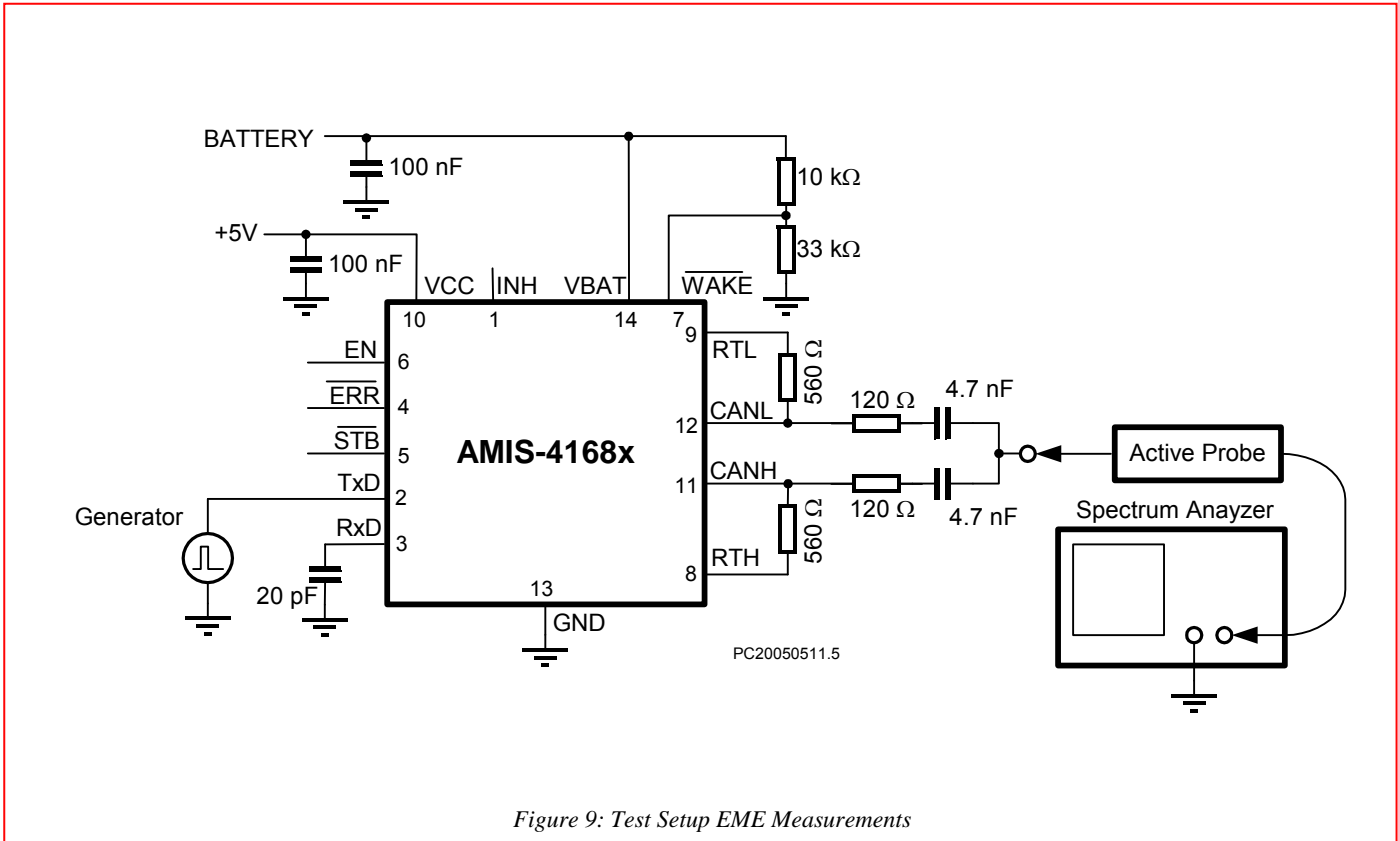 BATTERY
100 nF
10 kΩ
+5V
100 nF
33 kΩ
VCC
INH
VBAT
WAKE
10
1
14
7
9
RTL
560 Ω
EN
6
ERR
4
STB
5
AMIS-4168x
12
CANL
120 Ω
4.7 nF
Active Probe
11
CANH
120 Ω
4.7 nF
560 Ω
8
RTH
TxD
2
Generator
RxD
3
20 pF
13
GND
Spectrum Anayzer
PC20050511.5
Figure 9: Test Setup EME Measurements